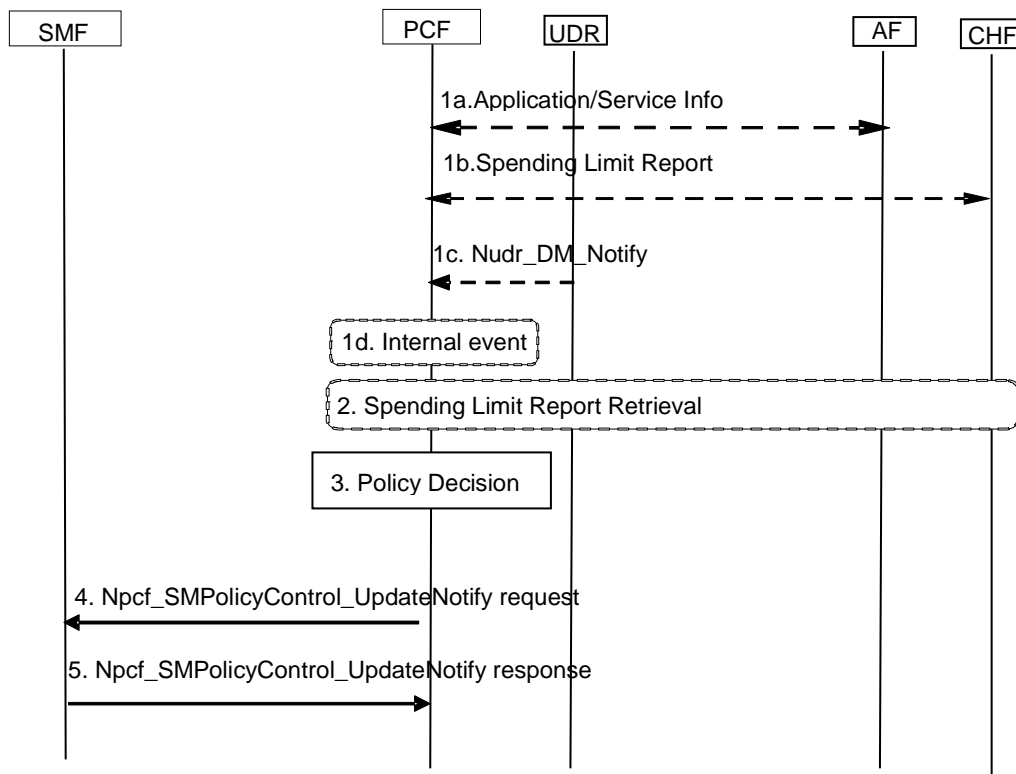 SMF
PCF
UDR
AF
CHF
1a.Application/Service Info
1b.Spending Limit Report
1c. Nudr_DM_Notify
1d. Internal event
2. Spending Limit Report Retrieval
3. Policy Decision
4. Npcf_SMPolicyControl_UpdateNotify request
5. Npcf_SMPolicyControl_UpdateNotify response